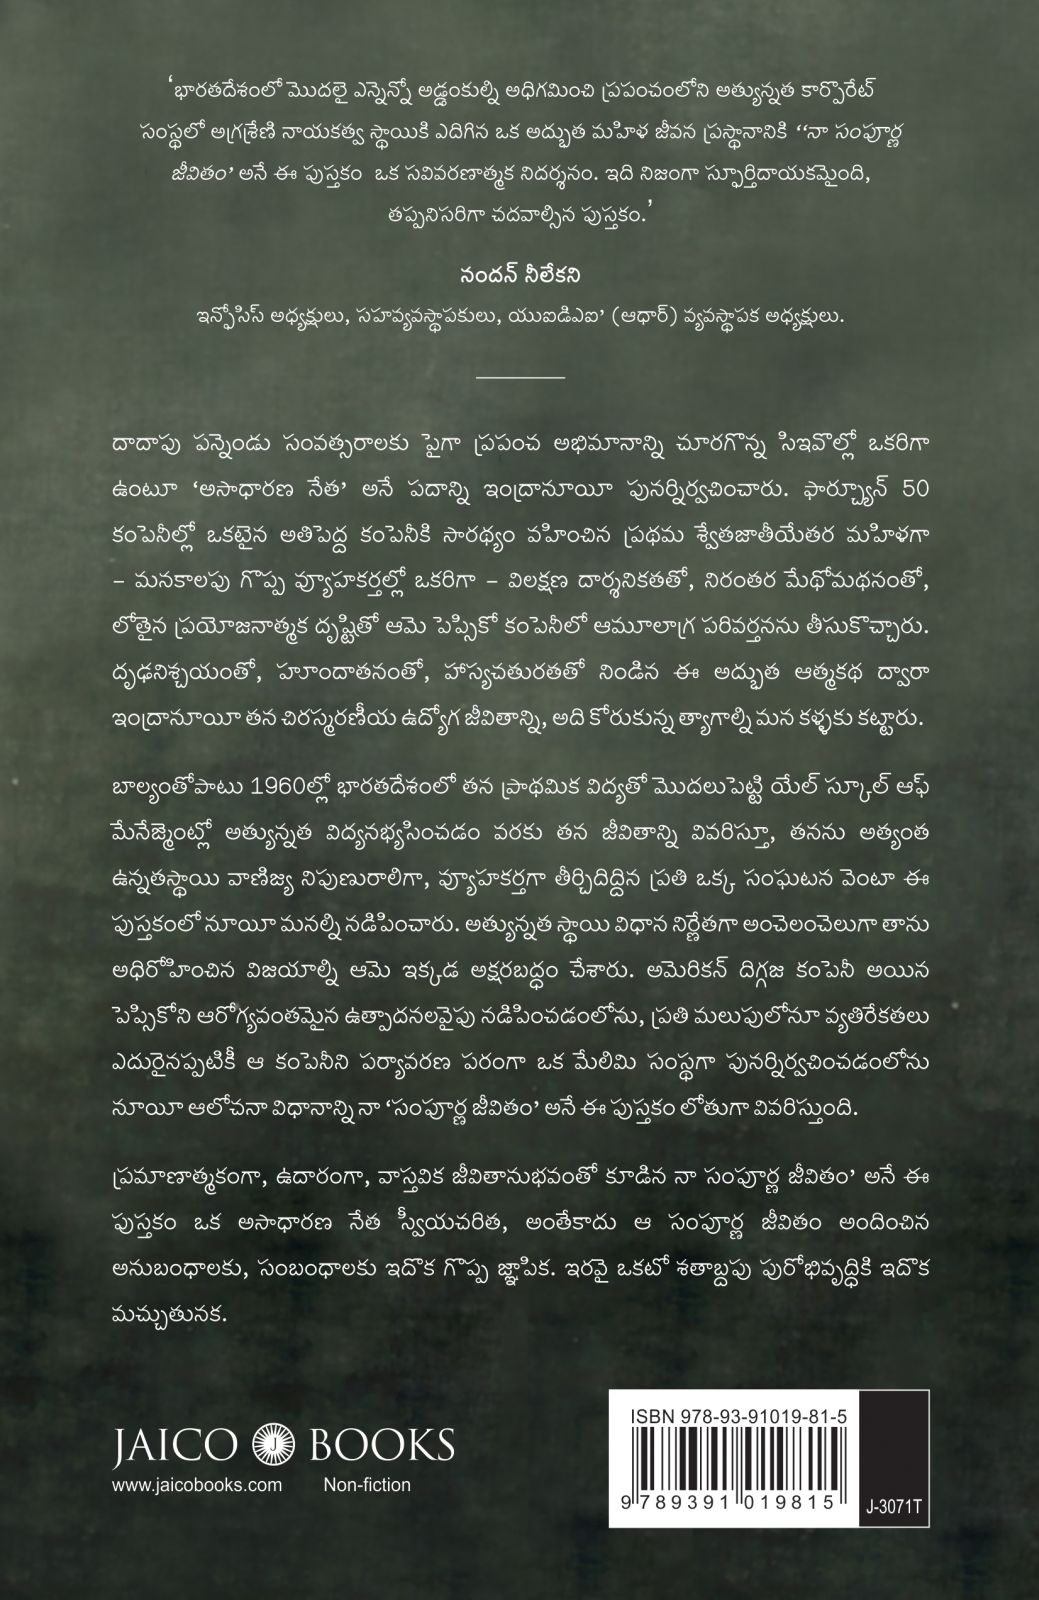 ‘భారతదేశంలో మొదలై ఎన్నెన్నో అడ్డంకుల్ని అధిగమించి ప్రపంచంలోని అత్యున్నత కార్పొరేట్
సంస్థలో అగ్రశ్రేణి నాయకత్వ స్థాయికి ఎదిగిన ఒక అద్భుత మహిళ జీవన ప్రస్థానానికి “నా సంపూర్ణ
జీవితం’ అనే ఈ పుస్తకం ఒక సవివరణాత్మక నిదర్శనం. ఇది నిజంగా స్ఫూర్తిదాయకమైంది,
తప్పనిసరిగా చదవాల్సిన పుస్తకం.’
నందన్ నీలేకని
ఇన్ఫోసిస్ అధ్యక్షులు, సహవ్యవస్థాపకులు, యుఐడిఎఐ’ (ఆధార్) వ్యవస్థాపక అధ్యక్షులు.
దాదాపు పన్నెండు సంవత్సరాలకు పైగా ప్రపంచ అభిమానాన్ని చూరగొన్న సిఇవొల్లో ఒకరిగా
ఉంటూ ‘అసాధారణ నేత’ అనే పదాన్ని ఇంద్రానూయీ పునర్నిర్వచించారు. ఫార్చ్యూన్ 50
కంపెనీల్లో ఒకటైన అతిపెద్ద కంపెనీకి సారథ్యం వహించిన ప్రథమ శ్వేతజాతీయేతర మహిళగా
– మనకాలపు గొప్ప వ్యూహకర్తల్లో ఒకరిగా – విలక్షణ దార్శనికతతో, నిరంతర మేథోమథనంతో,
లోతైన ప్రయోజనాత్మక దృష్టితో ఆమె పెప్సికో కంపెనీలో ఆమూలాగ్ర పరివర్తనను తీసుకొచ్చారు.
దృఢనిశ్చయంతో, హూందాతనంతో, హాస్యచతురతతో నిండిన ఈ అద్భుత ఆత్మకథ ద్వారా
ఇంద్రానూయీ తన చిరస్మరణీయ ఉద్యోగ జీవితాన్ని, అది కోరుకున్న త్యాగాల్ని మన కళ్ళకు కట్టారు.
బాల్యంతోపాటు 1960ల్లో భారతదేశంలో తన ప్రాథమిక విద్యతో మొదలుపెట్టి యేల్ స్కూల్ ఆఫ్
మేనేజ్మెంట్లో అత్యున్నత విద్యనభ్యసించడం వరకు తన జీవితాన్ని వివరిస్తూ, తనను అత్యంత
ఉన్నతస్థాయి వాణిజ్య నిపుణురాలిగా, వ్యూహకర్తగా తీర్చిదిద్దిన ప్రతి ఒక్క సంఘటన వెంటా ఈ
పుస్తకంలో నూయీ మనల్ని నడిపించారు. అత్యున్నత స్థాయి విధాన నిర్ణేతగా అంచెలంచెలుగా తాను
అధిరోహించిన విజయాల్ని ఆమె ఇక్కడ అక్షరబద్ధం చేశారు. అమెరికన్ దిగ్గజ కంపెనీ అయిన
పెప్సికోని ఆరోగ్యవంతమైన ఉత్పాదనలవైపు నడిపించడంలోను, ప్రతి మలుపులోనూ వ్యతిరేకతలు
ఎదురైనప్పటికీ ఆ కంపెనీని పర్యావరణ పరంగా ఒక మేలిమి సంస్థగా పునర్నిర్వచించడంలోను
నూయీ ఆలోచనా విధానాన్ని నా ‘సంపూర్ణ జీవితం’ అనే ఈ పుస్తకం లోతుగా వివరిస్తుంది.
ప్రమాణాత్మకంగా, ఉదారంగా, వాస్తవిక జీవితానుభవంతో కూడిన నా సంపూర్ణ జీవితం’ అనే ఈ
పుస్తకం ఒక అసాధారణ నేత స్వీయచరిత, అంతేకాదు ఆ సంపూర్ణ జీవితం అందించిన
అనుబంధాలకు, సంబంధాలకు ఇదొక గొప్ప జ్ఞాపిక. ఇరవై ఒకటో శతాబ్దపు పురోభివృద్ధికి ఇదొక
మచ్చుతునక.
JAICO J BOOKS
www.jaicobooks.com Non-fiction
ISBN 978-93-91019-81-5
9 789391 019815
J-3071T